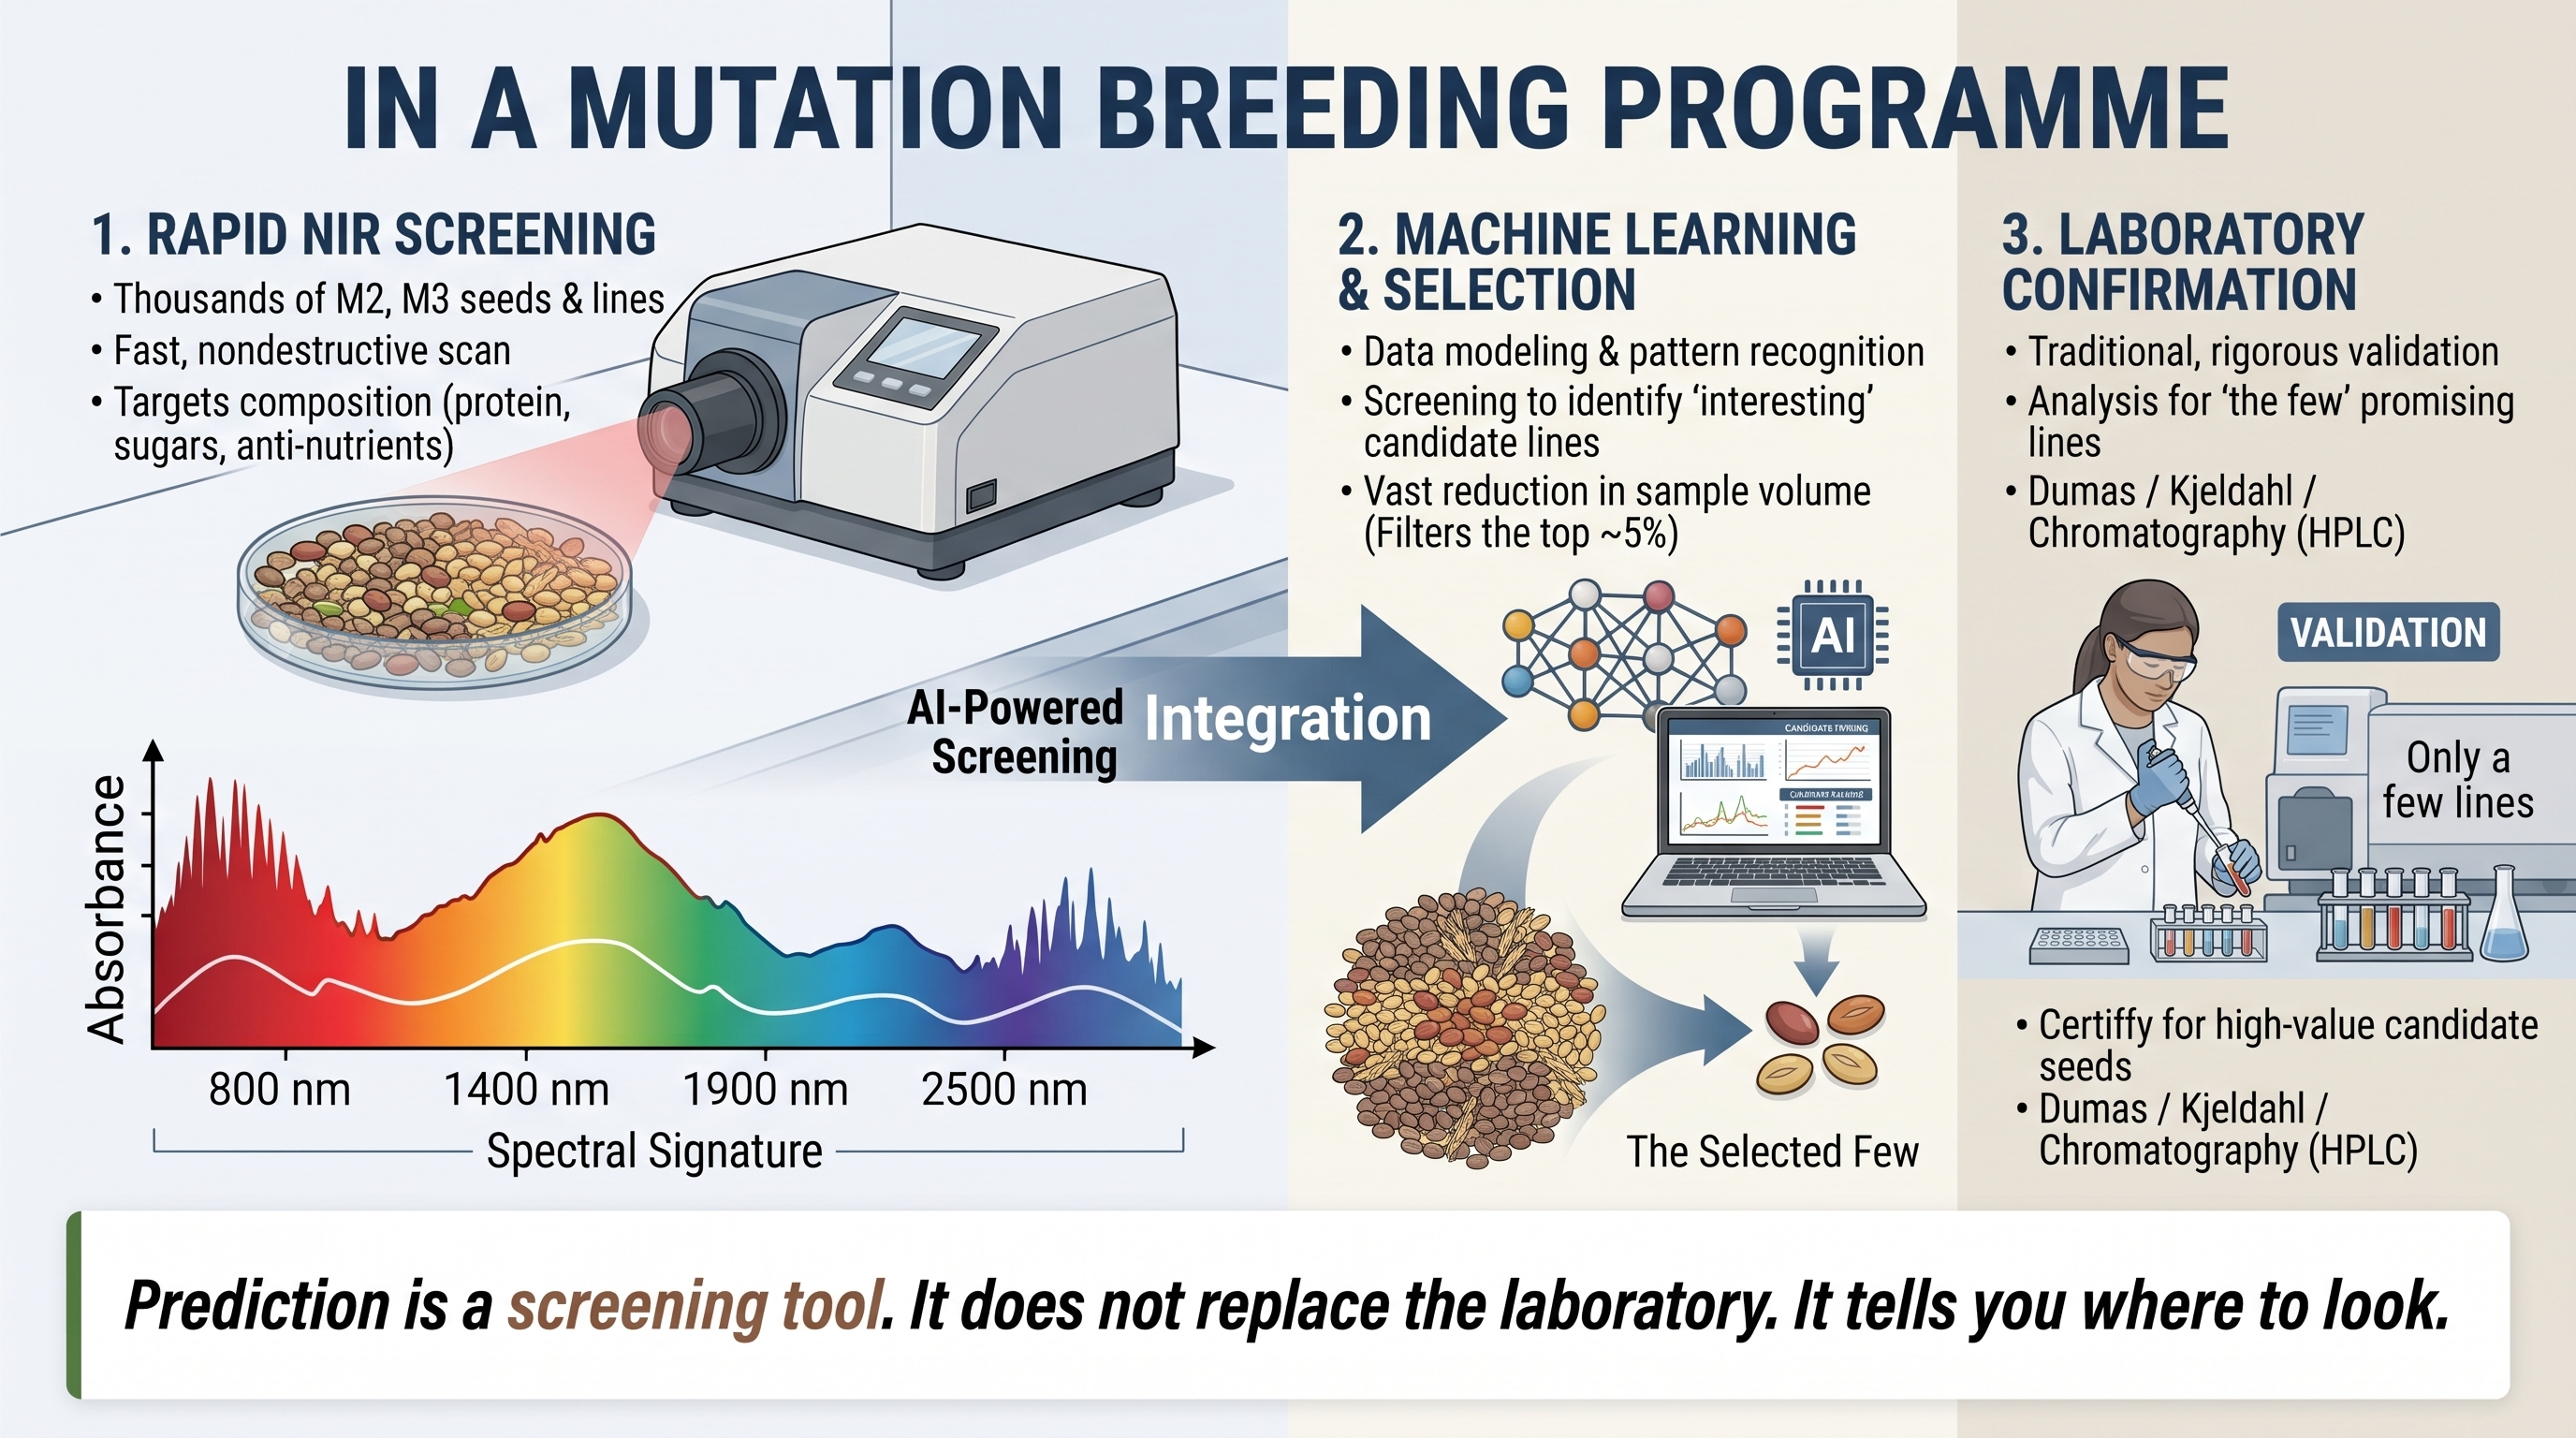 IN A MUTATION BREEDING PROGRAMME
1. RAPID NIR SCREENING
• Thousands of M2, M3 seeds & lines
• Fast, nondestructive scan
• Targets composition (protein,
sugars, anti-nutrients)
Absorbance
800 nm
1400 nm
1900 nm
2500 nm
Spectral Signature
AI-Powered
Screening
Integration
2. MACHINE LEARNING
& SELECTION
• Data modeling & pattern recognition
• Screening to identify ‘interesting’
candidate lines
• Vast reduction in sample volume
(Filters the top ~5%)
AI
The Selected Few
3. LABORATORY
CONFIRMATION
• Traditional, rigorous validation
• Analysis for ‘the few’ promising
lines
• Dumas / Kjeldahl /
Chromatography (HPLC)
VALIDATION
Only a
few lines
• Certiffy for high-value candidate
seeds
• Dumas / Kjeldahl /
Chromatography (HPLC)
Prediction is a screening tool. It does not replace the laboratory. It tells you where to look.